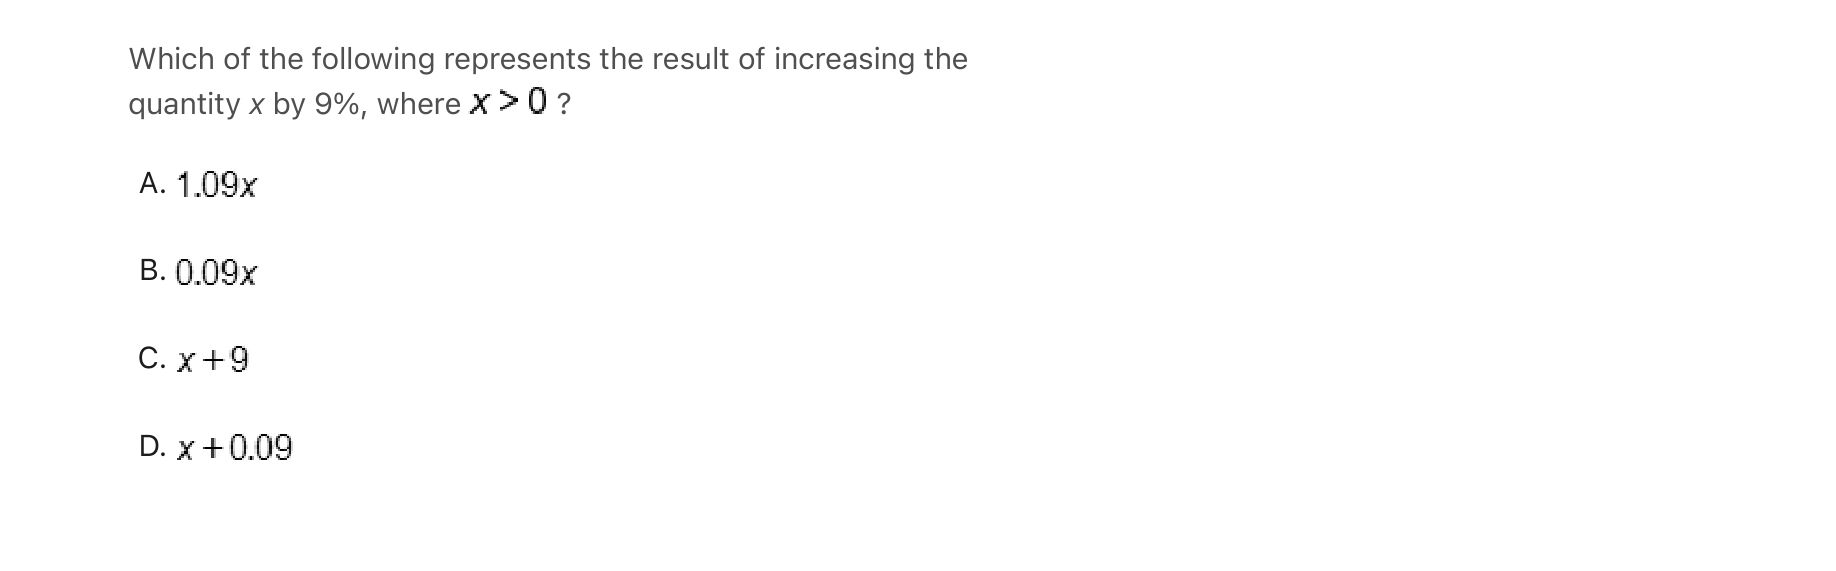 Which of the following represents the result of increasing the
quantity x by 9%, where x > 0 ?
A. 1.09x
B. 0.09x
C. x + 9
D. x + 0.09